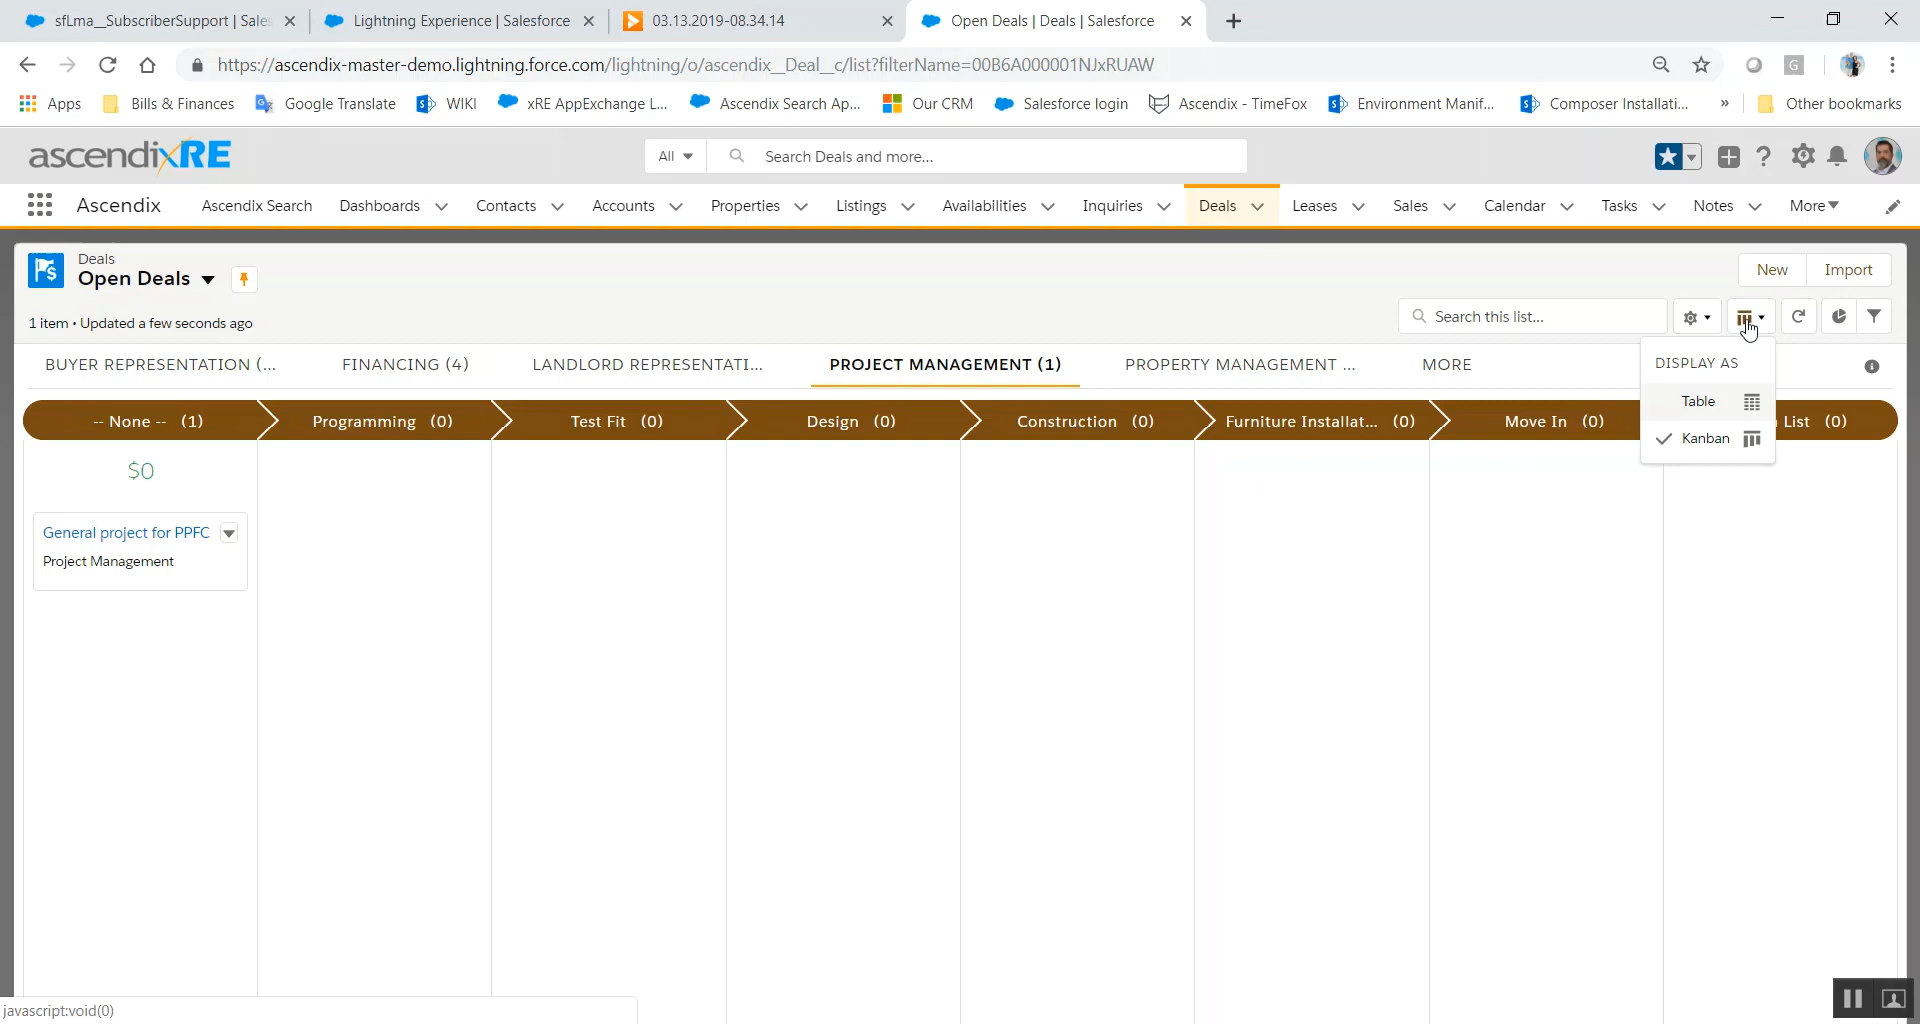 sfLma__SubscriberSupport | Sales
Lightning Experience | Salesforce
03.13.2019-08.34.14
Open Deals | Deals | Salesforce
https://ascendix-master-demo.lightning.force.com/lightning/o/ascendix__Deal__c/list?filterName=00B6A000001NJxRUAW
G
Apps
Bills & Finances
Google Translate
WIKI
xRE AppExchange L...
Ascendix Search Ap...
Our CRM
Salesforce login
Ascendix - TimeFox
Environment Manif...
Composer Installati...
»
Other bookmarks
ascendixRE
All
Search Deals and more...
Ascendix
Ascendix Search
Dashboards
Contacts
Accounts
Properties
Listings
Availabilities
Inquiries
Deals
Leases
Sales
Calendar
Tasks
Notes
More
Deals
Open Deals
New
Import
1 item • Updated a few seconds ago
Search this list...
BUYER REPRESENTATION (...
FINANCING (4)
LANDLORD REPRESENTATI...
PROJECT MANAGEMENT (1)
PROPERTY MANAGEMENT ...
MORE
DISPLAY AS
Table
Kanban
-- None -- (1)
Programming (0)
Test Fit (0)
Design (0)
Construction (0)
Furniture Installat... (0)
Move In (0)
List (0)
$0
General project for PPFC
Project Management
javascript:void(0)